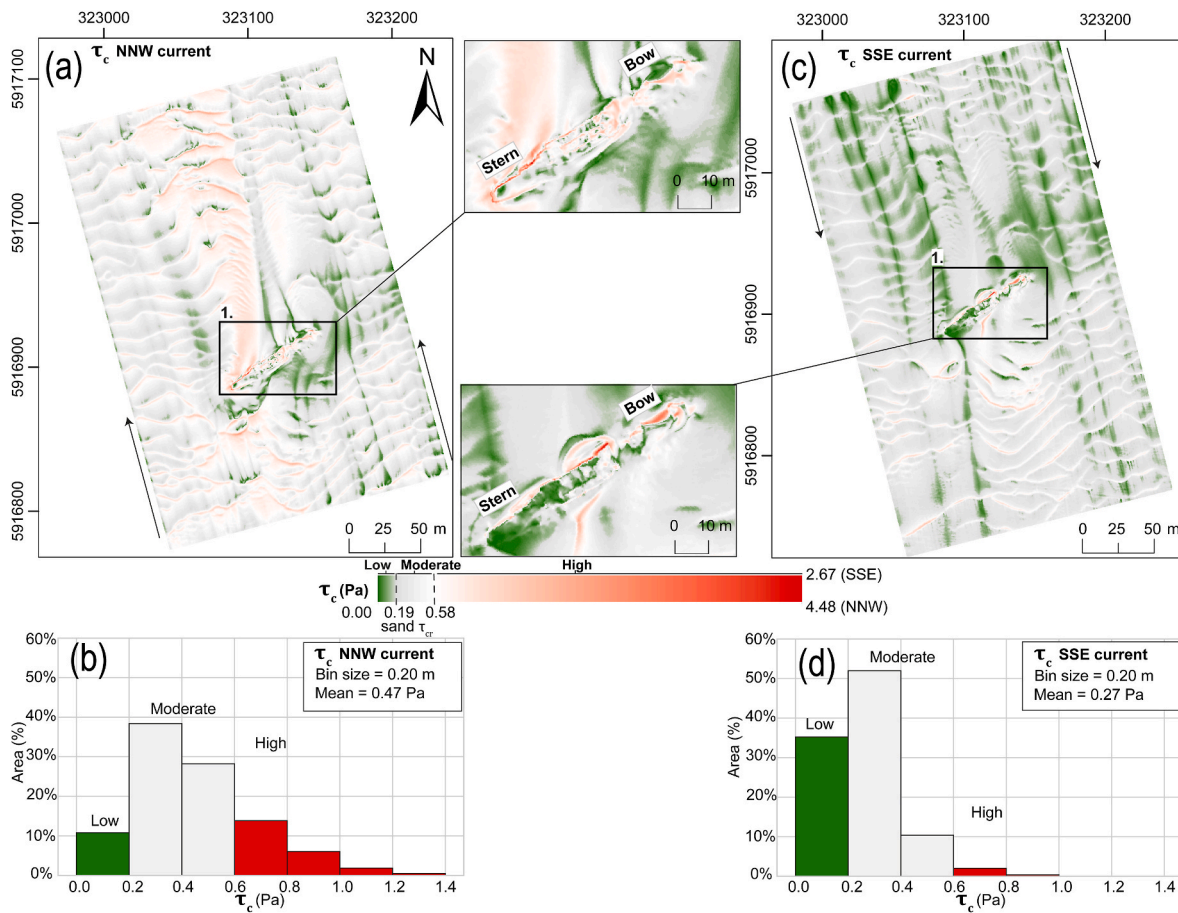 323000 323100 323200
323000 323100 323200
(a) τc NNW current
N
5917100
5917000
5916900
5916800
1.
0 25 50 m
Bow
Stern
0 10 m
(c) τc SSE current
5917000
5916900
5916800
1.
0 25 50 m
Bow
Stern
0 10 m
Low Moderate High
τc (Pa)
2.67 (SSE)
4.48 (NNW)
0.00 0.19 0.58
sand τcr
(b)
τc NNW current
Bin size = 0.20 m
Mean = 0.47 Pa
Low
Moderate
High
Area (%)
60%
50%
40%
30%
20%
10%
0%
0.0 0.2 0.4 0.6 0.8 1.0 1.2 1.4
τc (Pa)
(d)
τc SSE current
Bin size = 0.20 m
Mean = 0.27 Pa
Low
Moderate
High
Area (%)
60%
50%
40%
30%
20%
10%
0%
0.0 0.2 0.4 0.6 0.8 1.0 1.2 1.4
τc (Pa)